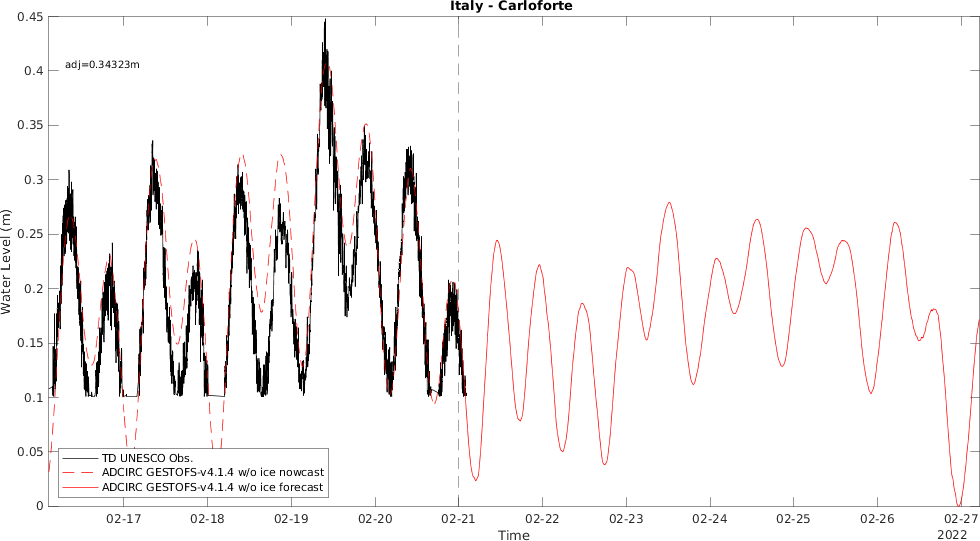 Italy - Carloforte
0.45
0.4
0.35
0.3
0.25
0.2
0.15
0.1
0.05
0
Water Level (m)
adj=0.34323m
TD UNESCO Obs.
ADCIRC GESTOFS-v4.1.4 w/o ice nowcast
ADCIRC GESTOFS-v4.1.4 w/o ice forecast
02-17 02-18 02-19 02-20 02-21 02-22 02-23 02-24 02-25 02-26 02-27
Time
2022